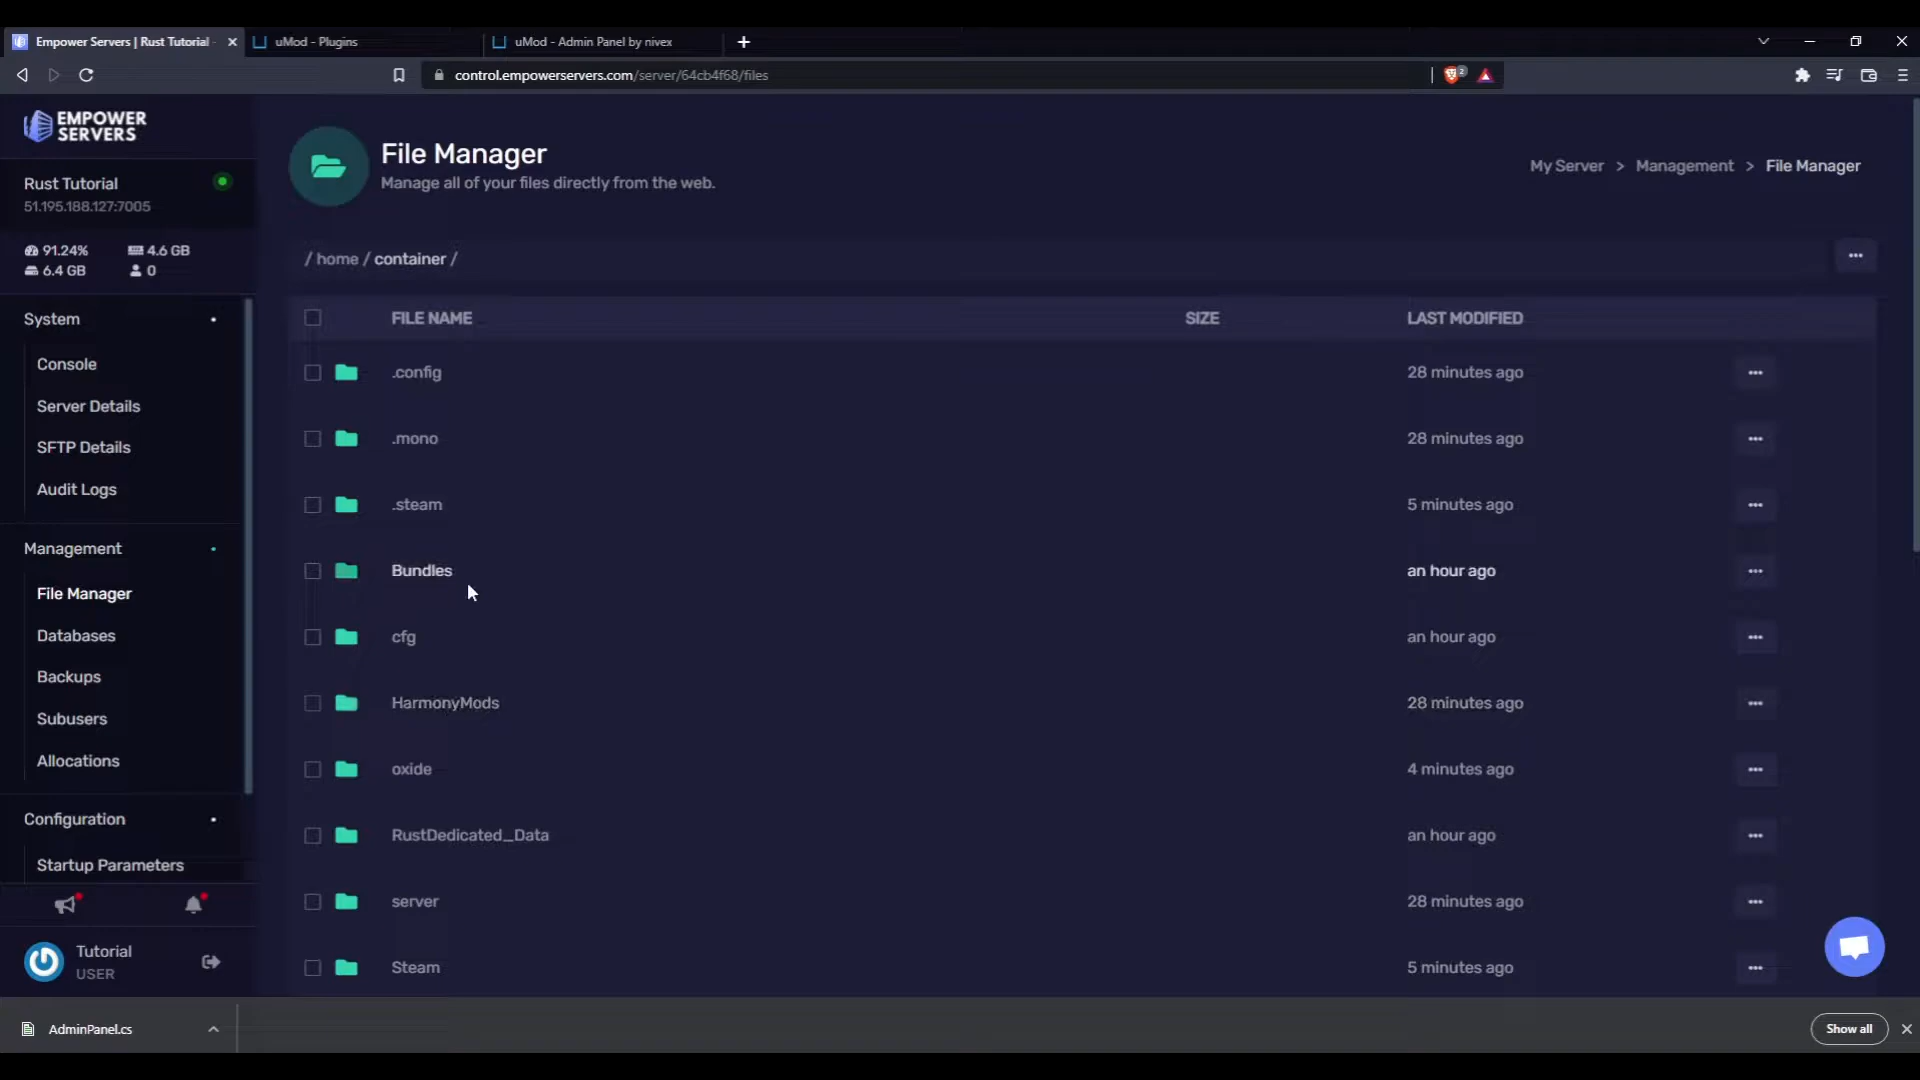 Empower Servers | Rust Tutorial
uMod - Plugins
uMod - Admin Panel by nivex
control.empowerservers.com/server/64cb4f68/files
2
EMPOWER
SERVERS
Rust Tutorial
51.195.188.127:7005
91.24%
4.6 GB
6.4 GB
0
System
Console
Server Details
SFTP Details
Audit Logs
Management
File Manager
Databases
Backups
Subusers
Allocations
Configuration
Startup Parameters
Tutorial
USER
File Manager
Manage all of your files directly from the web.
My Server > Management > File Manager
/ home / container /
FILE NAME SIZE LAST MODIFIED
.config 28 minutes ago
.mono 28 minutes ago
.steam 5 minutes ago
Bundles an hour ago
cfg an hour ago
HarmonyMods 28 minutes ago
oxide 4 minutes ago
RustDedicated_Data an hour ago
server 28 minutes ago
Steam 5 minutes ago
AdminPanel.cs
Show all